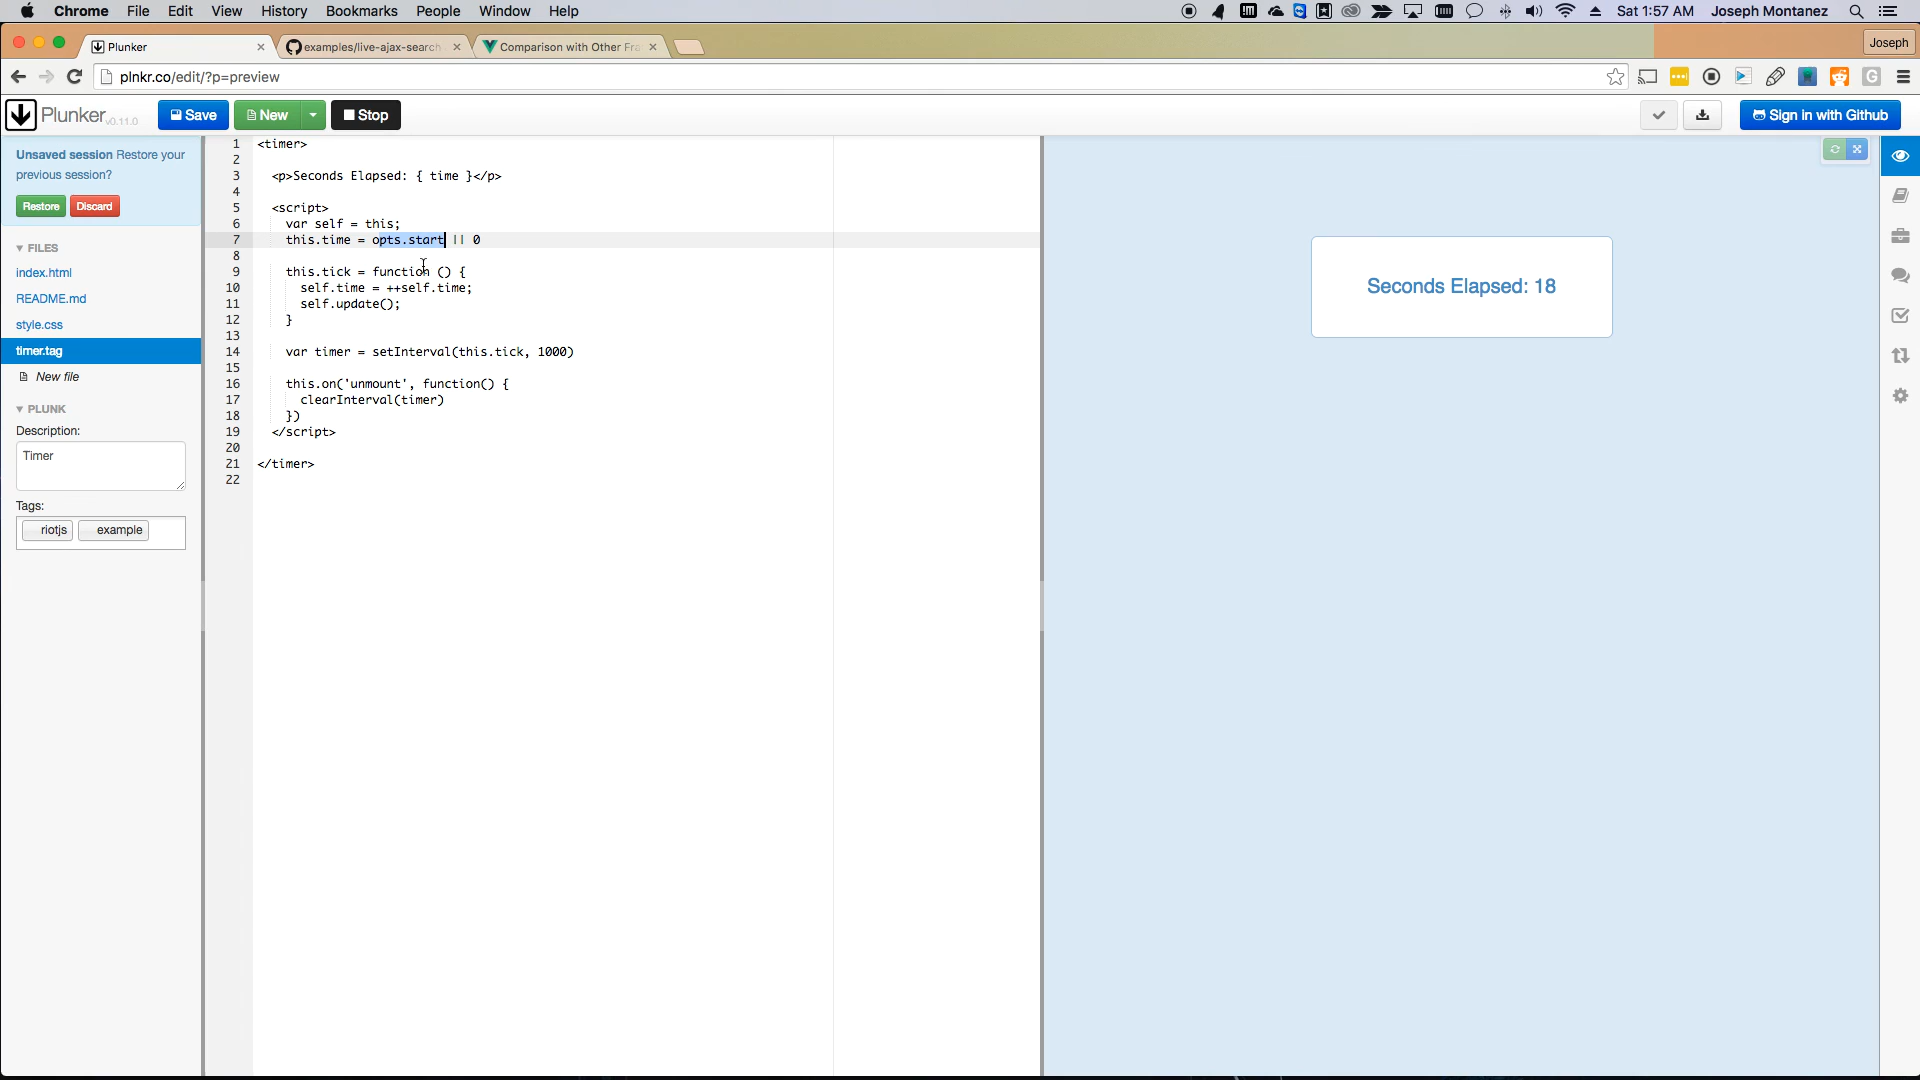 Chrome File Edit View History Bookmarks People Window Help Sat 1:57 AM Joseph Montanez
Plunker examples/live-ajax-search Comparison with Other Fra Joseph
plnkr.co/edit/?p=preview
Plunker v0.11.0 Save New Stop Sign in with Github
Unsaved session Restore your
previous session?
Restore Discard
FILES
index.html
README.md
style.css
timer.tag
New file
PLUNK
Description:
Timer
Tags:
riotjs example
1 <timer>
2
3 <p>Seconds Elapsed: { time }</p>
4
5 <script>
6 var self = this;
7 this.time = opts.start || 0
8
9 this.tick = function () {
10 self.time = ++self.time;
11 self.update();
12 }
13
14 var timer = setInterval(this.tick, 1000)
15
16 this.on('unmount', function() {
17 clearInterval(timer)
18 })
19 </script>
20
21 </timer>
22
Seconds Elapsed: 18